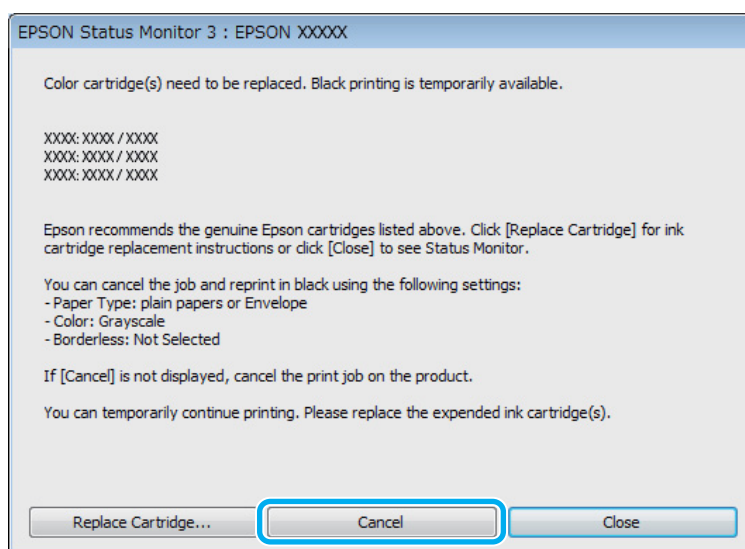 EPSON Status Monitor 3 : EPSON XXXXX
Color cartridge(s) need to be replaced. Black printing is temporarily available.
XXXX: XXXX / XXXX
XXXX: XXXX / XXXX
XXXX: XXXX / XXXX
Epson recommends the genuine Epson cartridges listed above. Click [Replace Cartridge] for ink
cartridge replacement instructions or click [Close] to see Status Monitor.
You can cancel the job and reprint in black using the following settings:
- Paper Type: plain papers or Envelope
- Color: Grayscale
- Borderless: Not Selected
If [Cancel] is not displayed, cancel the print job on the product.
You can temporarily continue printing. Please replace the expended ink cartridge(s).
Replace Cartridge... Cancel Close